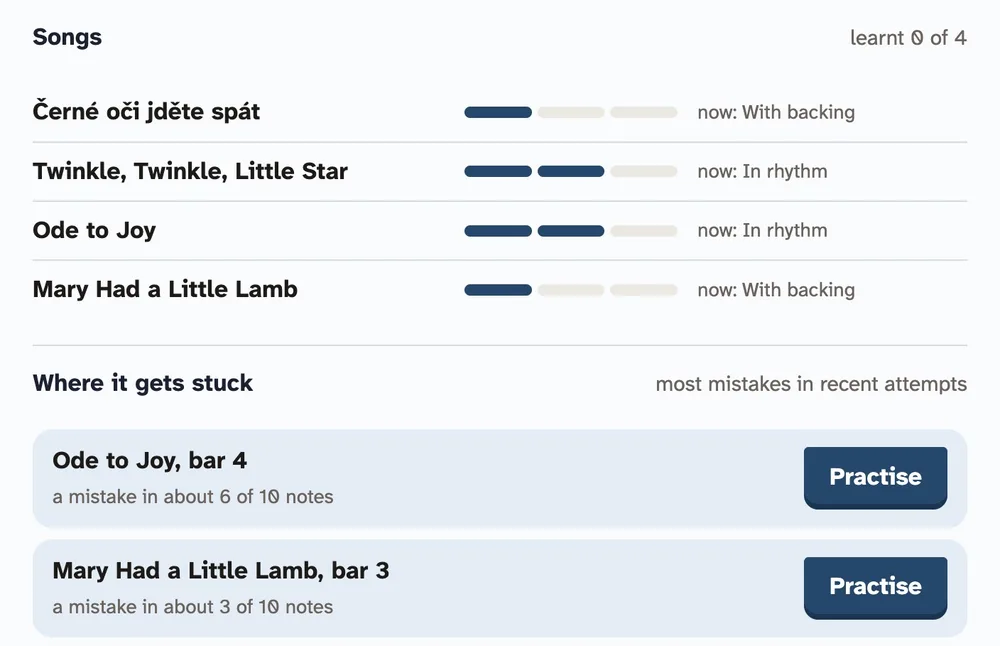 Songs
learnt 0 of 4
Černé oči jděte spát
now: With backing
Twinkle, Twinkle, Little Star
now: In rhythm
Ode to Joy
now: In rhythm
Mary Had a Little Lamb
now: With backing
Where it gets stuck
most mistakes in recent attempts
Ode to Joy, bar 4
a mistake in about 6 of 10 notes
Practise
Mary Had a Little Lamb, bar 3
a mistake in about 3 of 10 notes
Practise